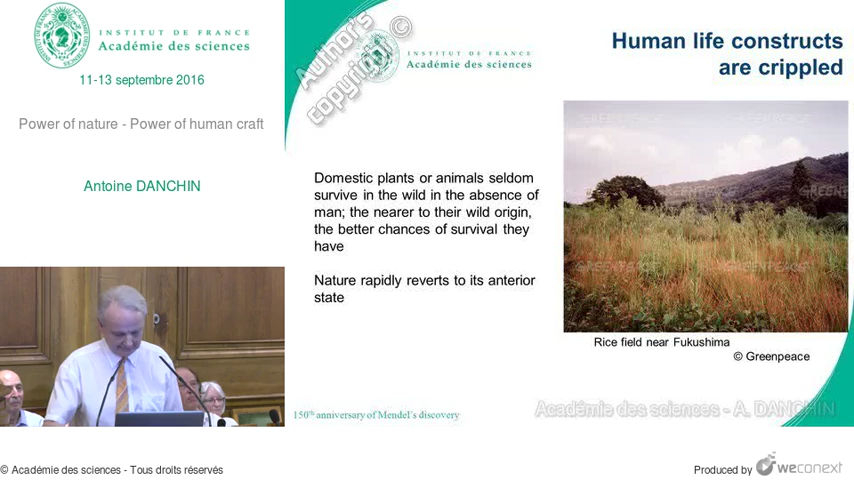 INSTITUT DE FRANCE
Académie des sciences
11-13 septembre 2016
Power of nature - Power of human craft
Antoine DANCHIN
Author's
copyright ©
INSTITUT DE FRANCE
Académie des sciences
Human life constructs
are crippled
Domestic plants or animals seldom
survive in the wild in the absence of
man; the nearer to their wild origin,
the better chances of survival they
have
Nature rapidly reverts to its anterior
state
GREENPEACE
GREENPEACE
GREENPEACE
GREENPEACE
Rice field near Fukushima
© Greenpeace
150th anniversary of Mendel's discovery
Académie des sciences - A. DANCHIN
© Académie des sciences - Tous droits réservés
Produced by weconext